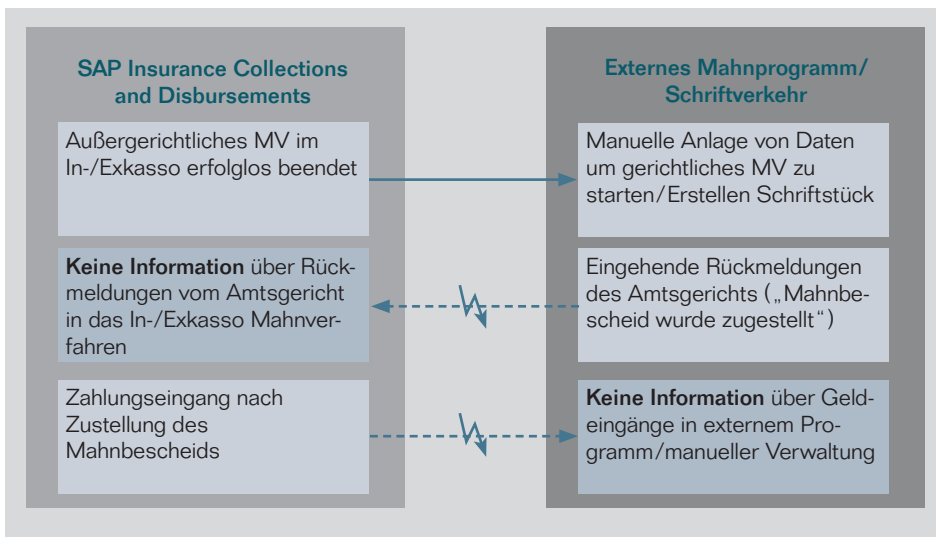 SAP Insurance Collections
and Disbursements
Außergerichtliches MV im
In-/Exkasso erfolglos beendet
Keine Information über Rück-
meldungen vom Amtsgericht
in das In-/Exkasso Mahnver-
fahren
Zahlungseingang nach
Zustellung des
Mahnbescheids
Externes Mahnprogramm/
Schriftverkehr
Manuelle Anlage von Daten
um gerichtliches MV zu
starten/Erstellen Schriftstück
Eingehende Rückmeldungen
des Amtsgerichts („Mahnbe-
scheid wurde zugestellt“)
Keine Information über Geld-
eingänge in externem Pro-
gramm/manueller Verwaltung